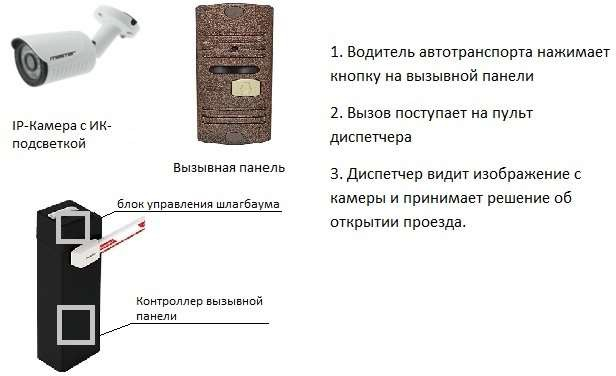 master
IP-Камера с ИК-
подсветкой
Вызывная панель
1. Водитель автотранспорта нажимает
кнопку на вызывной панели
2. Вызов поступает на пульт
диспетчера
3. Диспетчер видит изображение с
камеры и принимает решение об
открытии проезда.
блок управления шлагбаума
Контроллер вызывной
панели